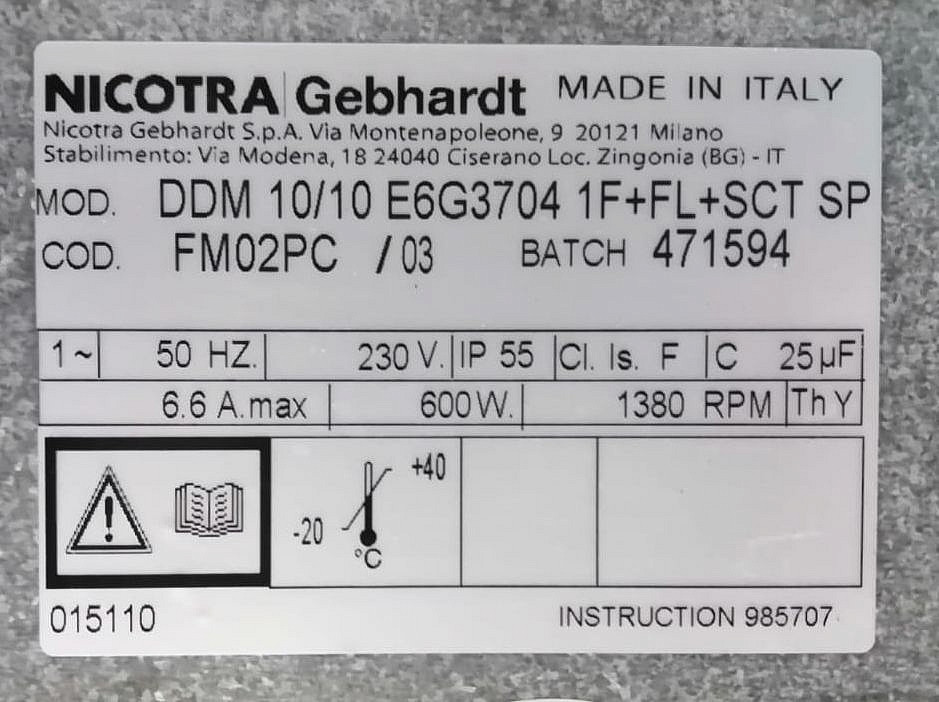 NICOTRA Gebhardt MADE IN ITALY
Nicotra Gebhardt S.p.A. Via Montenapoleone, 9 20121 Milano
Stabilimento: Via Modena, 18 24040 Ciserano Loc. Zingonia (BG) - IT
MOD. DDM 10/10 E6G3704 1F+FL+SCT SP
COD. FM02PC / 03 BATCH 471594
1~ 50 HZ. 230 V. IP 55 Cl. Is. F C 25 µF
6.6 A.max 600W. 1380 RPM Th Y
+40
-20
°C
015110 INSTRUCTION 985707